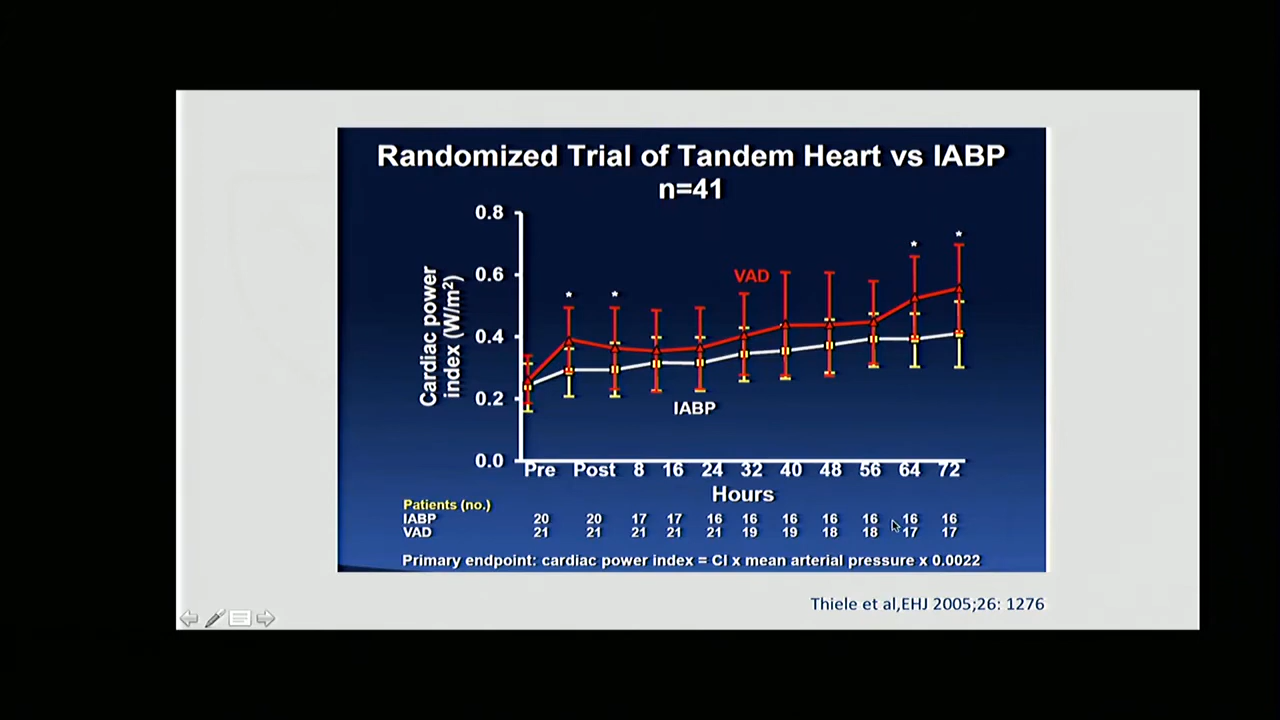 Randomized Trial of Tandem Heart vs IABP
n=41
0.8
0.6
0.4
0.2
0.0
Cardiac power
index (W/m²)
VAD
IABP
* * * *
Pre Post 8 16 24 32 40 48 56 64 72
Hours
Patients (no.)
IABP 20 20 17 17 16 16 16 16 16 16 16
VAD 21 21 21 21 21 19 19 18 18 17 17
Primary endpoint: cardiac power index = CI x mean arterial pressure x 0.0022
Thiele et al,EHJ 2005;26: 1276